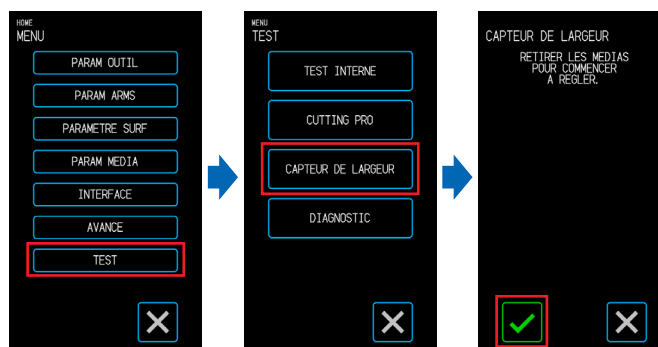 HOME
MENU
PARAM OUTIL
PARAM ARMS
PARAMETRE SURF
PARAM MEDIA
INTERFACE
AVANCE
TEST
MENU
TEST
TEST INTERNE
CUTTING PRO
CAPTEUR DE LARGEUR
DIAGNOSTIC
CAPTEUR DE LARGEUR
RETIRER LES MEDIAS
POUR COMMENCER
A REGLER.